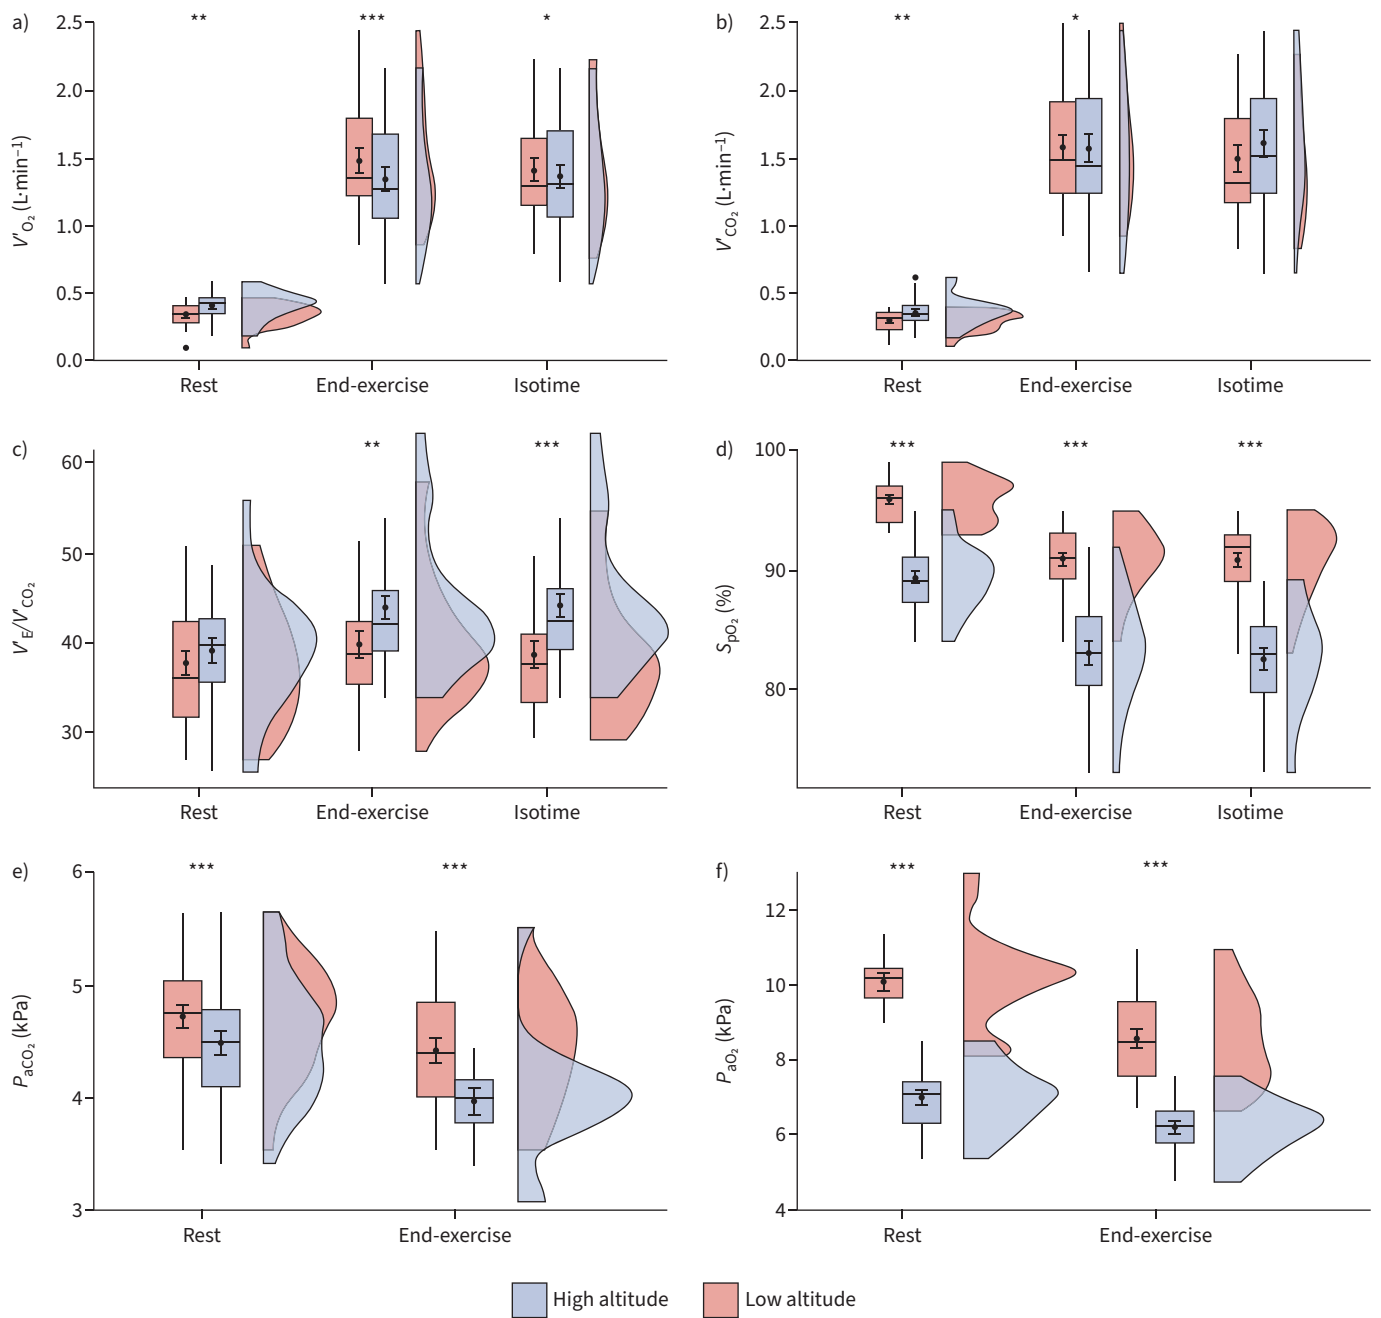 a)
** *** *
2.5
2.0
1.5
1.0
0.5
0.0
V′O₂ (L·min⁻¹)
Rest End-exercise Isotime
b)
** *
2.5
2.0
1.5
1.0
0.5
0.0
V′CO₂ (L·min⁻¹)
Rest End-exercise Isotime
c)
** ***
60
50
40
30
V′E/V′CO₂
Rest End-exercise Isotime
d)
*** *** ***
100
90
80
SpO₂ (%)
Rest End-exercise Isotime
e)
*** ***
6
5
4
3
PaCO₂ (kPa)
Rest End-exercise
f)
*** ***
12
10
8
6
4
PaO₂ (kPa)
Rest End-exercise
High altitude Low altitude